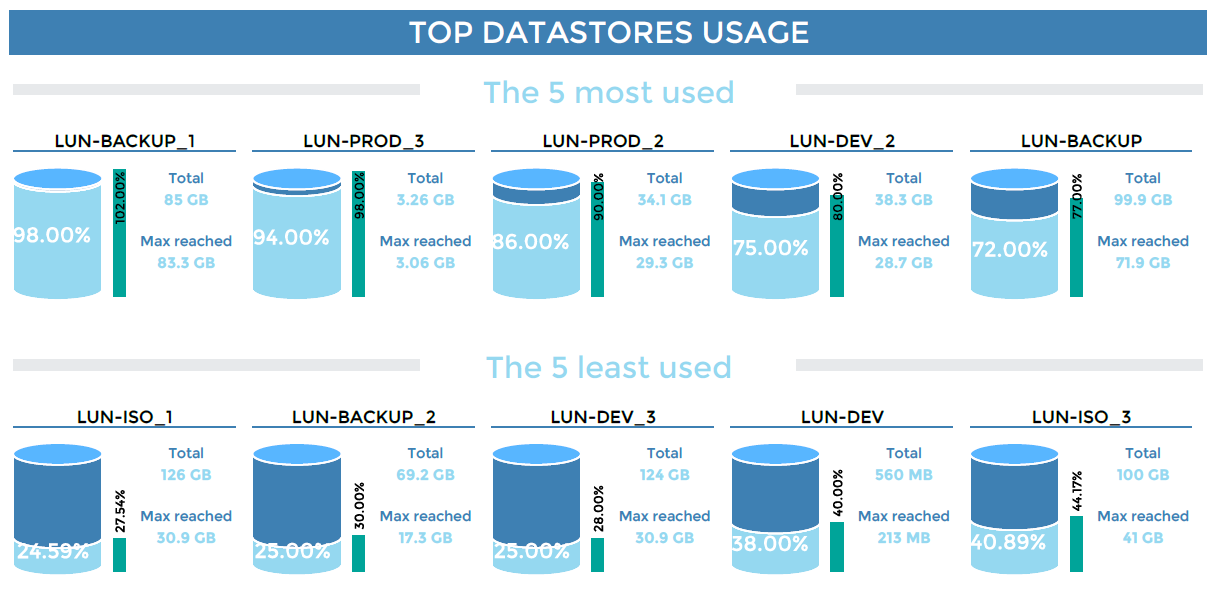 TOP DATASTORES USAGE
The 5 most used
LUN-BACKUP_1
98.00%
102.00%
Total
85 GB
Max reached
83.3 GB
LUN-PROD_3
94.00%
98.00%
Total
3.26 GB
Max reached
3.06 GB
LUN-PROD_2
86.00%
90.00%
Total
34.1 GB
Max reached
29.3 GB
LUN-DEV_2
75.00%
80.00%
Total
38.3 GB
Max reached
28.7 GB
LUN-BACKUP
72.00%
77.00%
Total
99.9 GB
Max reached
71.9 GB
The 5 least used
LUN-ISO_1
24.59%
27.54%
Total
126 GB
Max reached
30.9 GB
LUN-BACKUP_2
25.00%
30.00%
Total
69.2 GB
Max reached
17.3 GB
LUN-DEV_3
25.00%
28.00%
Total
124 GB
Max reached
30.9 GB
LUN-DEV
38.00%
40.00%
Total
560 MB
Max reached
213 MB
LUN-ISO_3
40.89%
44.17%
Total
100 GB
Max reached
41 GB